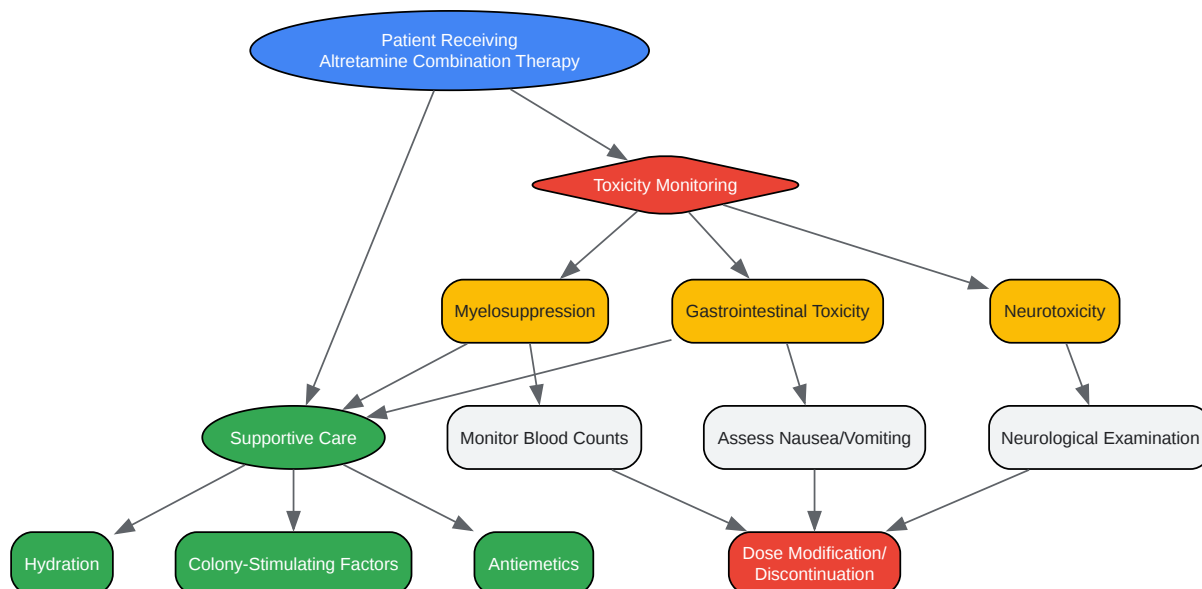 Patient Receiving
Altretamine Combination Therapy
Toxicity Monitoring
Myelosuppression
Gastrointestinal Toxicity
Neurotoxicity
Supportive Care
Monitor Blood Counts
Assess Nausea/Vomiting
Neurological Examination
Hydration
Colony-Stimulating Factors
Antiemetics
Dose Modification/
Discontinuation